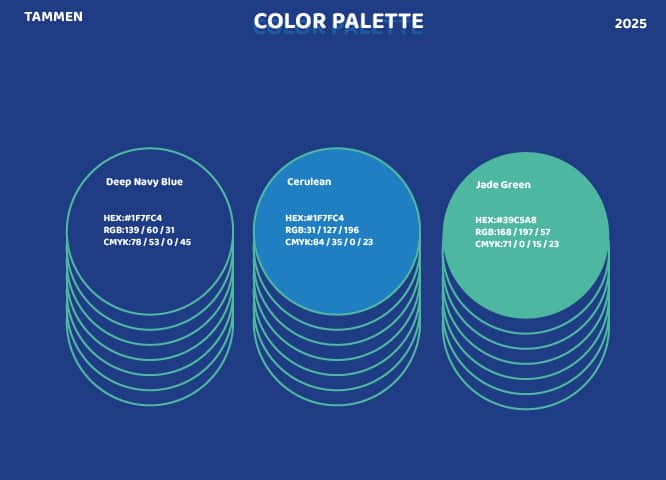 TAMMEN
COLOR PALETTE
2025
Deep Navy Blue
HEX:#1F7FC4
RGB:139 / 60 / 31
CMYK:78 / 53 / 0 / 45
Cerulean
HEX:#1F7FC4
RGB:31 / 127 / 196
CMYK:84 / 35 / 0 / 23
Jade Green
HEX:#39C5A8
RGB:168 / 197 / 57
CMYK:71 / 0 / 15 / 23